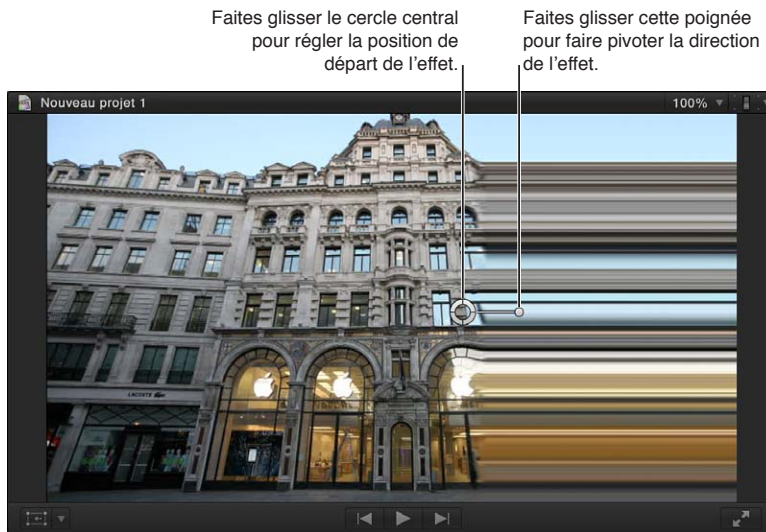 Faites glisser le cercle central
pour régler la position de
départ de l’effet.
Faites glisser cette poignée
pour faire pivoter la direction
de l’effet.
Nouveau projet 1
100%
LACOSTE